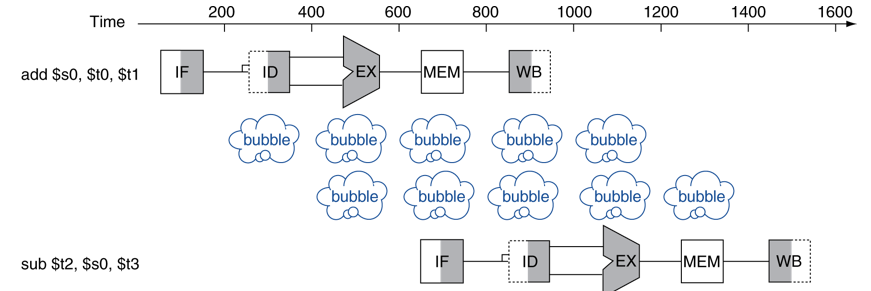 Time 200 400 600 800 1000 1200 1400 1600
add $s0, $t0, $t1 IF ID EX MEM WB
bubble bubble bubble bubble bubble
bubble bubble bubble bubble bubble
sub $t2, $s0, $t3 IF ID EX MEM WB